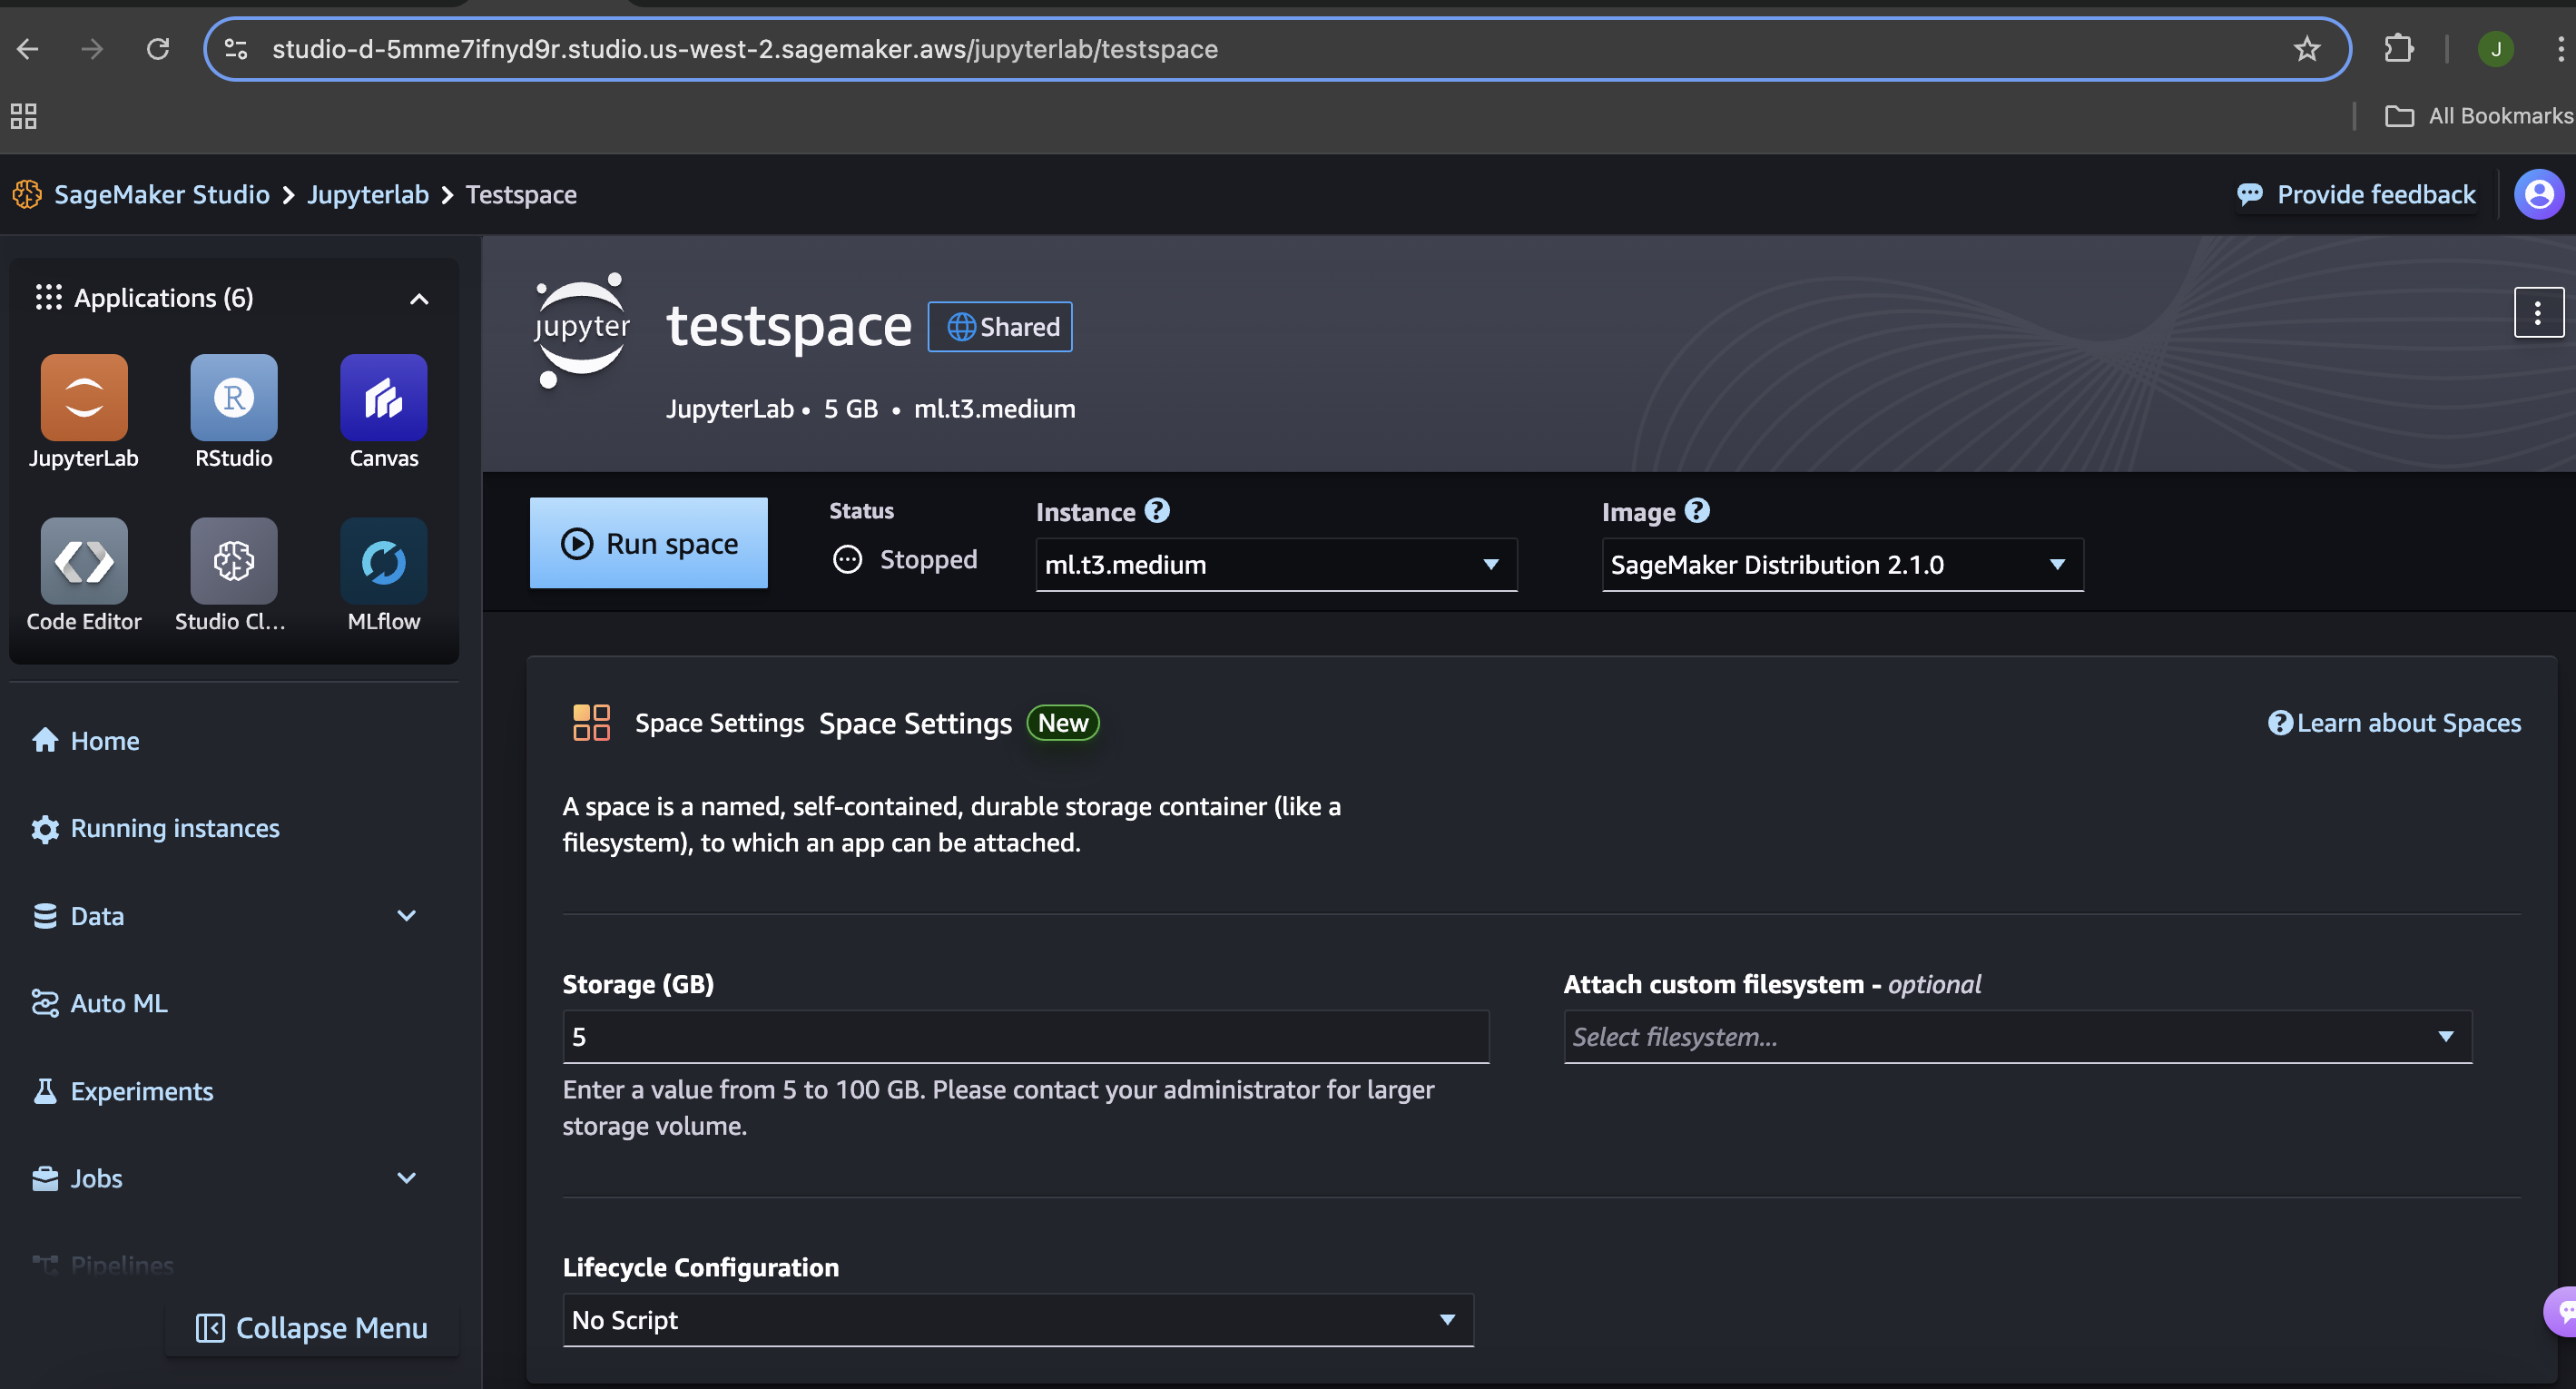 studio-d-5mme7ifnyd9r.studio.us-west-2.sagemaker.aws/jupyterlab/testspace
J
All Bookmarks
SageMaker Studio
Jupyterlab
Testspace
Provide feedback
Applications (6)
JupyterLab
RStudio
Canvas
Code Editor
Studio Cl...
MLflow
Home
Running instances
Data
Auto ML
Experiments
Jobs
Pipelines
Collapse Menu
jupyter
testspace
Shared
JupyterLab • 5 GB • ml.t3.medium
Run space
Status
Stopped
Instance
ml.t3.medium
Image
SageMaker Distribution 2.1.0
Space Settings Space Settings New
Learn about Spaces
A space is a named, self-contained, durable storage container (like a
filesystem), to which an app can be attached.
Storage (GB)
5
Enter a value from 5 to 100 GB. Please contact your administrator for larger
storage volume.
Attach custom filesystem - optional
Select filesystem...
Lifecycle Configuration
No Script